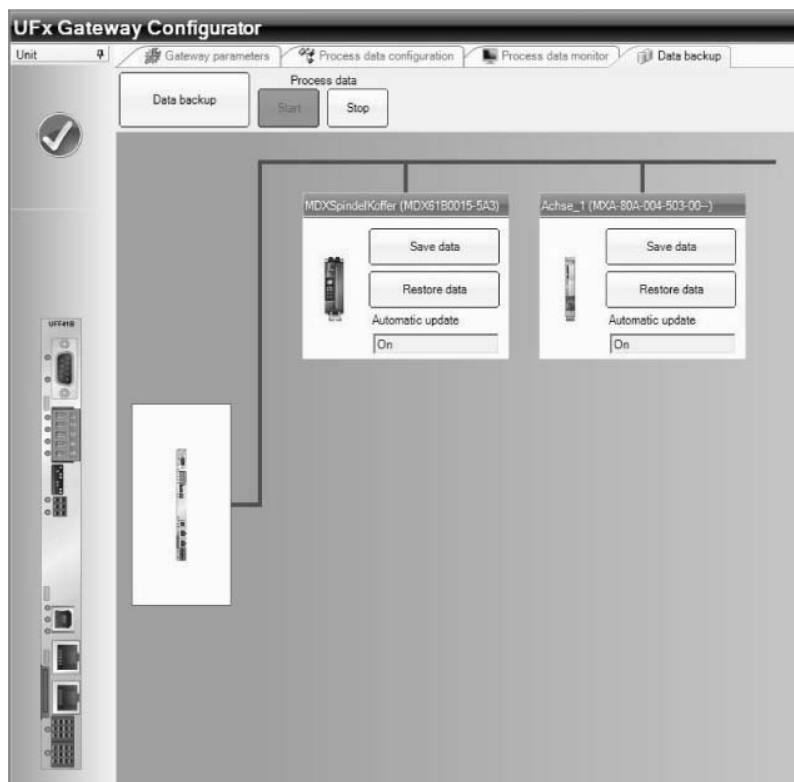 UFx Gateway Configurator
Unit
Gateway parameters
Process data configuration
Process data monitor
Data backup
Data backup
Process data
Start
Stop
MDXSpindelKoffer (MDX61B0015-5A3)
Achse_1 (MXA-80A-004-503-00--)
Save data
Save data
Restore data
Restore data
Automatic update
Automatic update
On
On
UFF41B